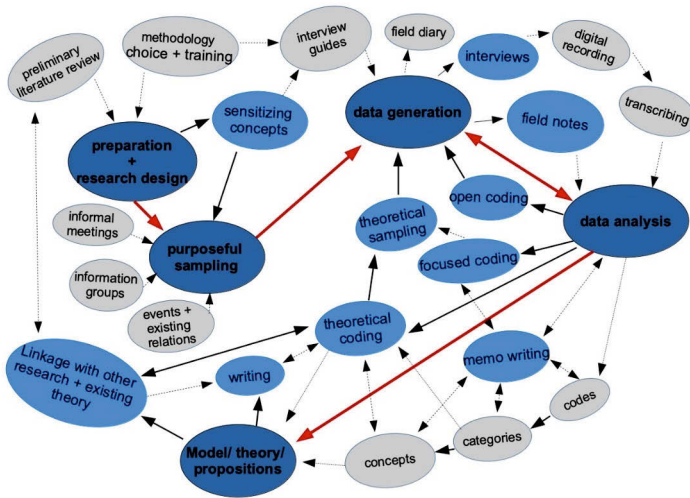 preliminary
literature review
methodology
choice + training
interview
guides
field diary
interviews
digital
recording
transcribing
sensitizing
concepts
data generation
field notes
preparation
+
research design
informal
meetings
purposeful
sampling
theoretical
sampling
open coding
data analysis
focused coding
information
groups
events +
existing
relations
theoretical
coding
Linkage with other
research + existing
theory
writing
memo writing
codes
categories
concepts
Model/ theory/
propositions